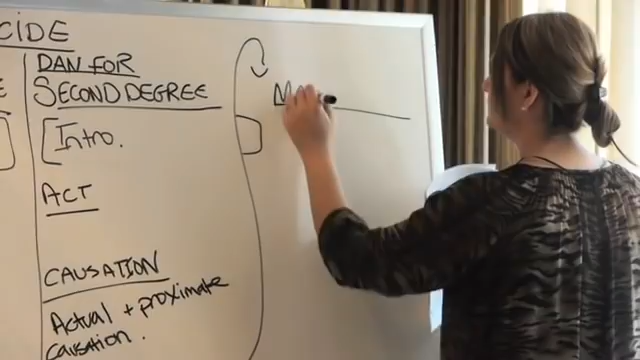 CIDE
DAN FOR
SECOND DEGREE
[Intro.
ACT
CAUSATION
Actual + proximate
causation.
M